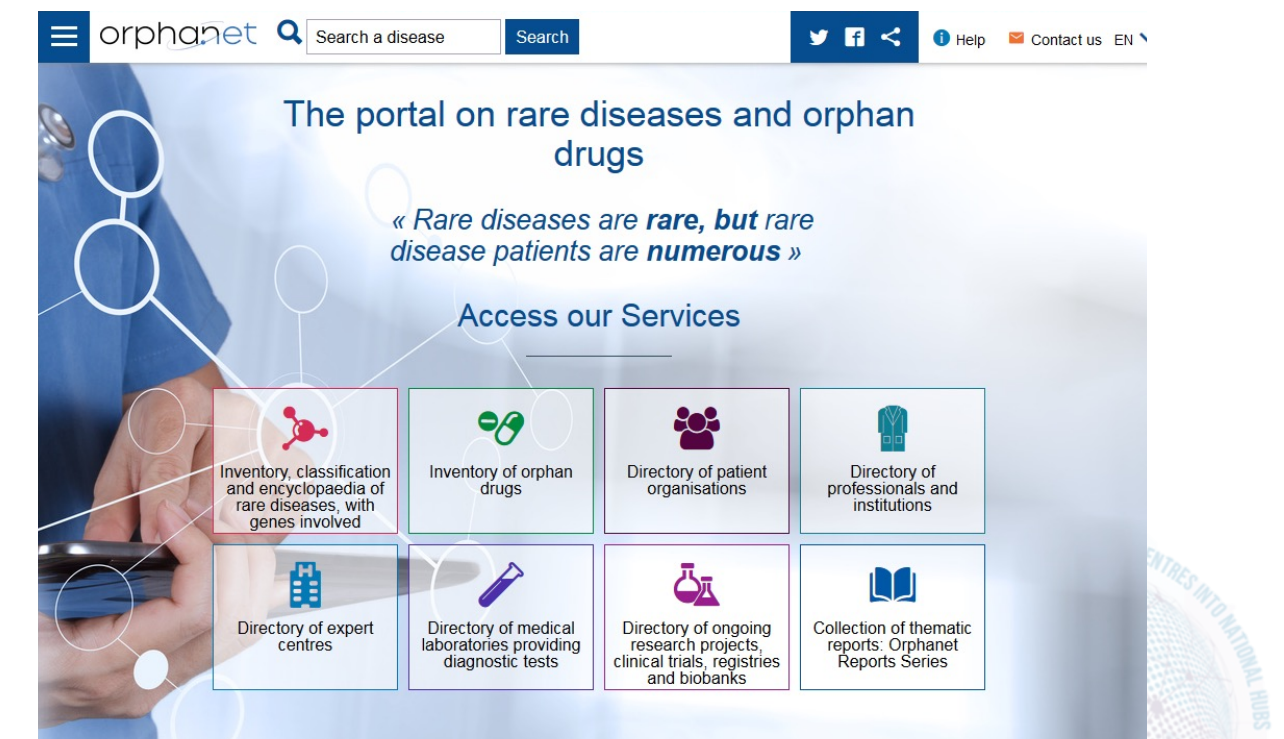 orphanet
Search a disease
Search
Help
Contact us
EN
The portal on rare diseases and orphan
drugs
« Rare diseases are rare, but rare
disease patients are numerous »
Access our Services
Inventory, classification
and encyclopaedia of
rare diseases, with
genes involved
Inventory of orphan
drugs
Directory of patient
organisations
Directory of
professionals and
institutions
Directory of expert
centres
Directory of medical
laboratories providing
diagnostic tests
Directory of ongoing
research projects,
clinical trials, registries
and biobanks
Collection of thematic
reports: Orphanet
Reports Series
INTO NATIONAL HUBS